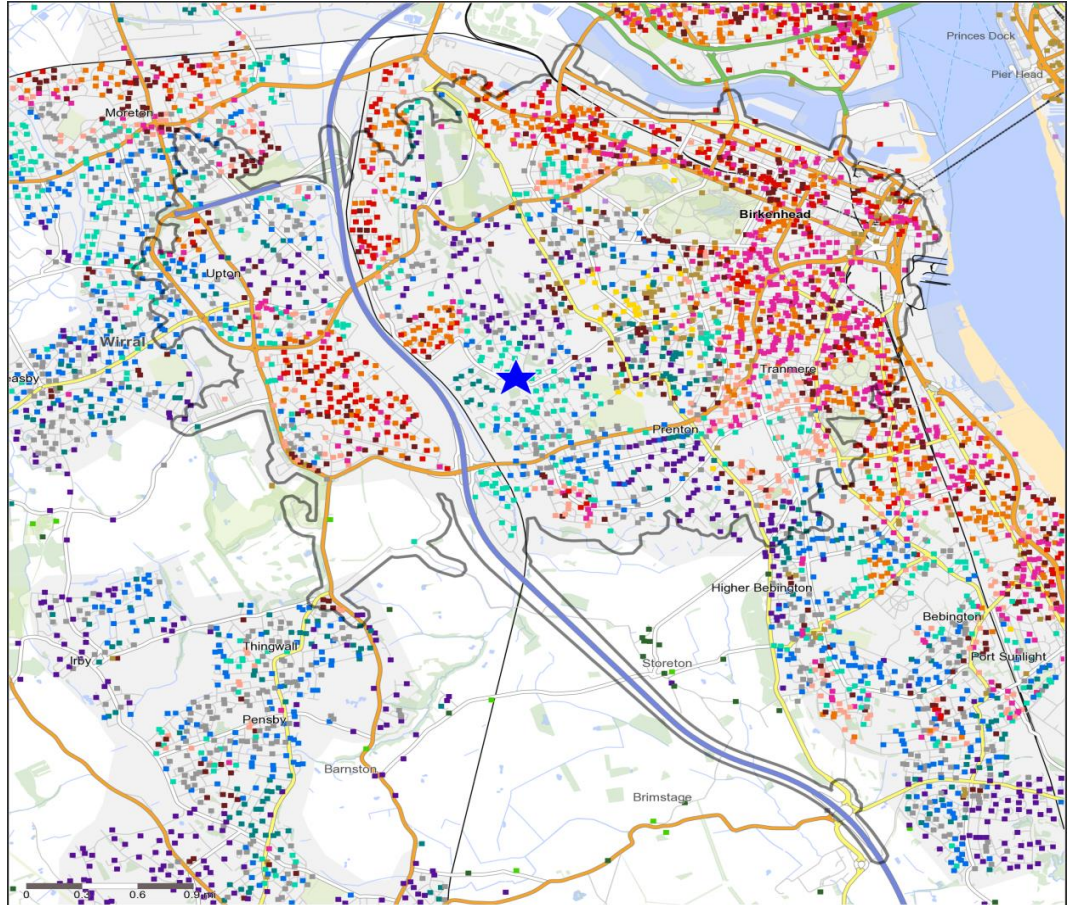 Princes Dock
Pier Head
Moreton
Birkenhead
Upton
Wirral
easby
Tranmere
Prenton
Higher Bebington
Bebington
Irby
Thingwall
Storeton
Port Sunlight
Pensby
Barnston
Brimstage
0 0.3 0.6 0.9 mi